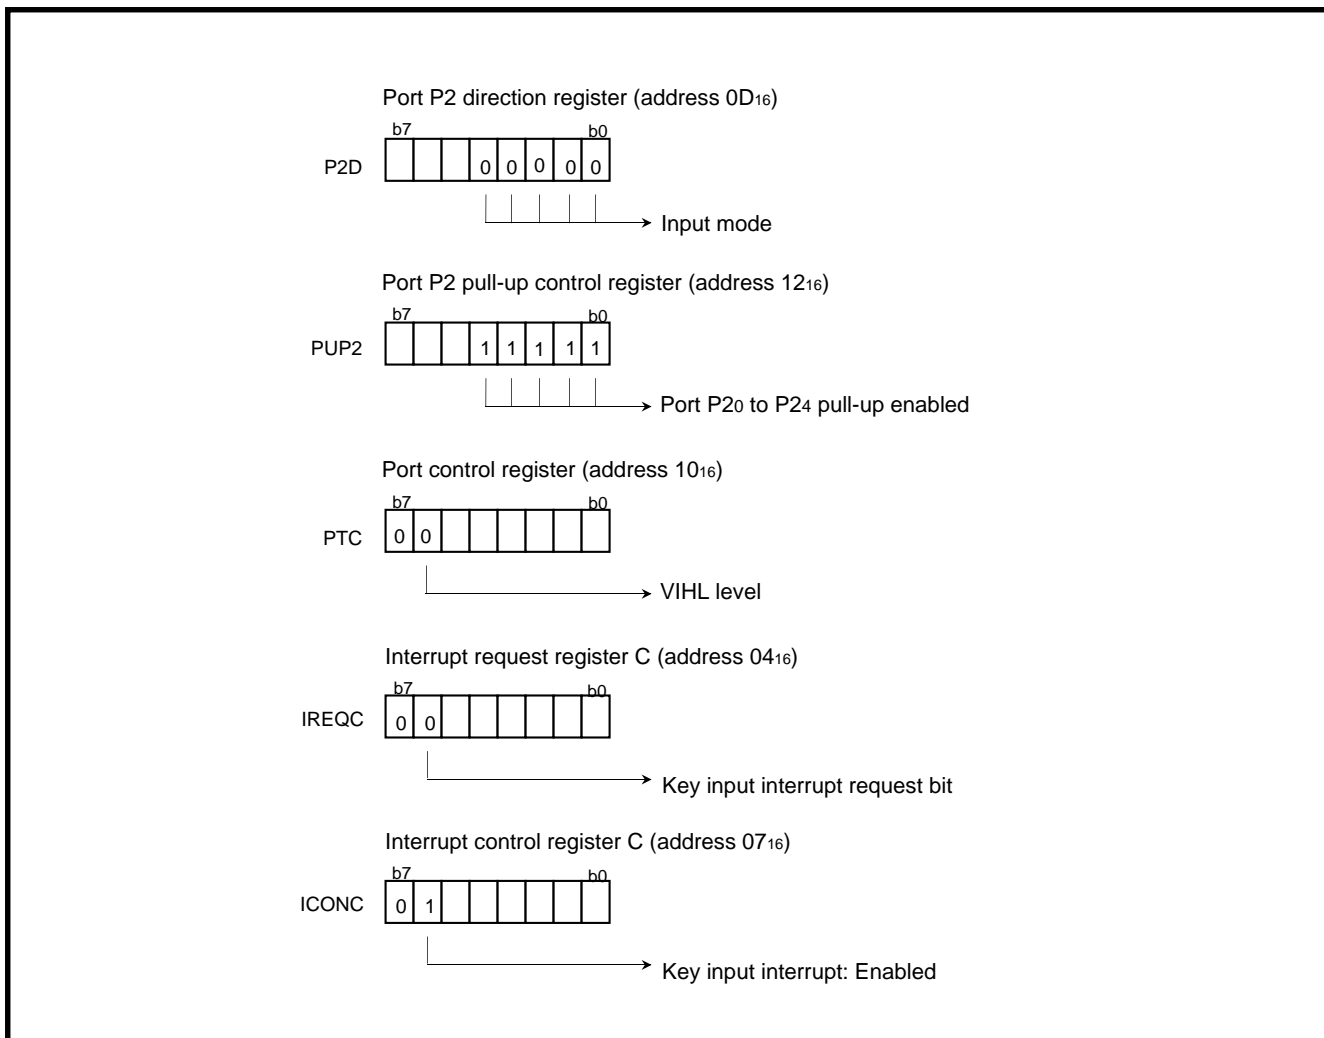 Port P2 direction register (address 0D16)
b7 b0
P2D 0 0 0 0 0
Input mode
Port P2 pull-up control register (address 1216)
b7 b0
PUP2 1 1 1 1 1
Port P20 to P24 pull-up enabled
Port control register (address 1016)
b7 b0
PTC 0 0
VIHL level
Interrupt request register C (address 0416)
b7 b0
IREQC 0 0
Key input interrupt request bit
Interrupt control register C (address 0716)
b7 b0
ICONC 0 1
Key input interrupt: Enabled